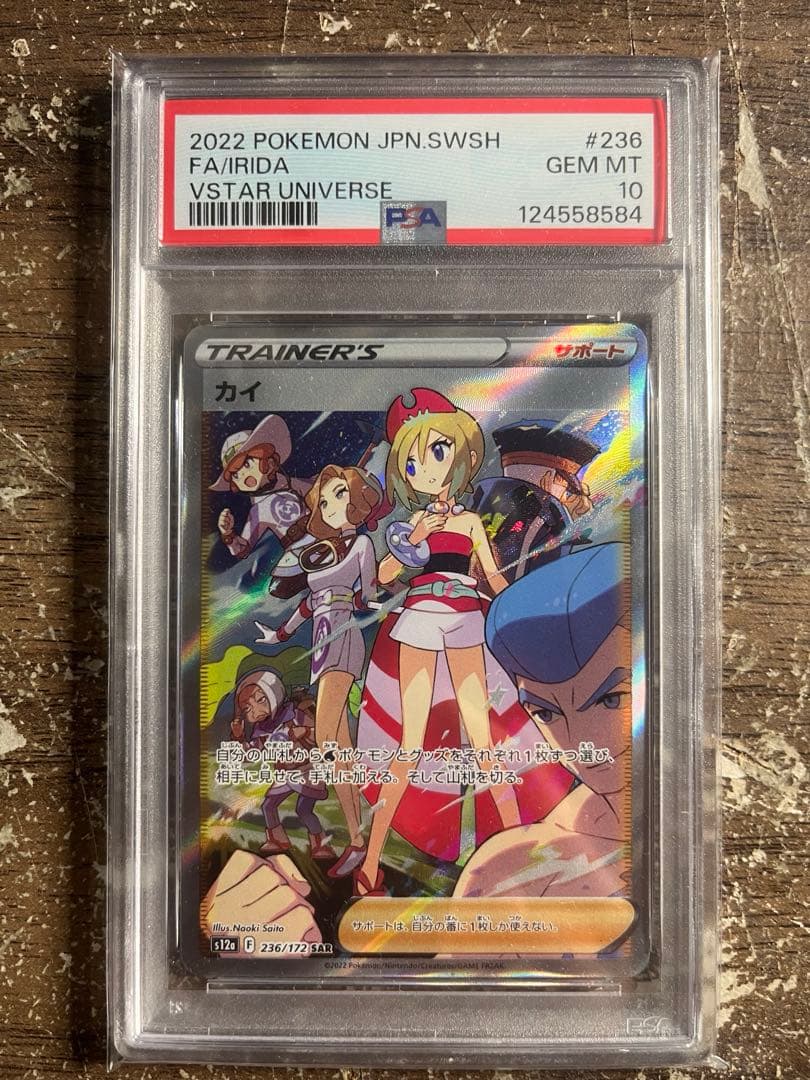 2022 POKEMON JPN.SWSH #236
FA/IRIDA GEM MT
VSTAR UNIVERSE 10
PSA 124558584
TRAINER'S サポート
カイ
自分の山札からポケモンとグッズをそれぞれ1枚ずつ選び、
相手に見せて、手札に加える。そして山札を切る。
Illus.Naoki Saito
サポートは、自分の番に1枚しか使えない。
s12a F 236/172 SAR
©2022 Pokémon/Nintendo/Creatures/GAME FREAK.